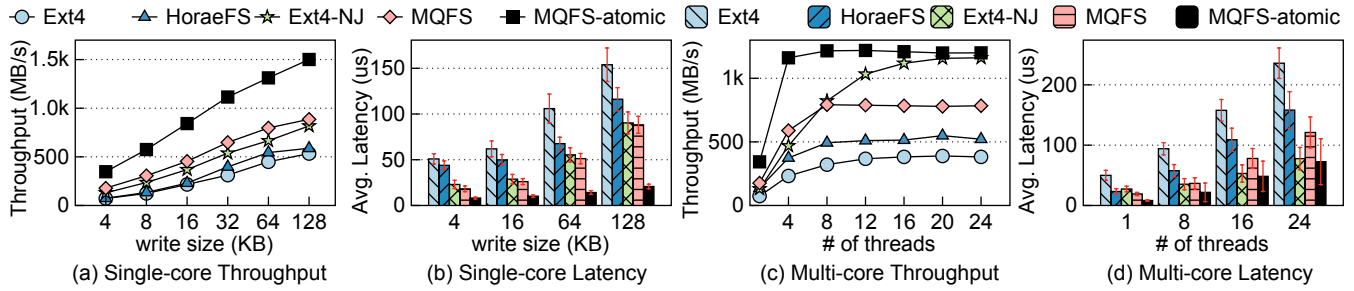 Ext4 HoraeFS Ext4-NJ MQFS MQFS-atomic Ext4 HoraeFS Ext4-NJ MQFS MQFS-atomic
Throughput (MB/s)
1.5k
1.0k
500
0
4 8 16 32 64 128
write size (KB)
(a) Single-core Throughput
Avg. Latency (us)
150
100
50
0
4 16 64 128
write size (KB)
(b) Single-core Latency
Throughput (MB/s)
1k
500
0
4 8 12 16 20 24
# of threads
(c) Multi-core Throughput
Avg. Latency (us)
200
100
0
1 8 16 24
# of threads
(d) Multi-core Latency